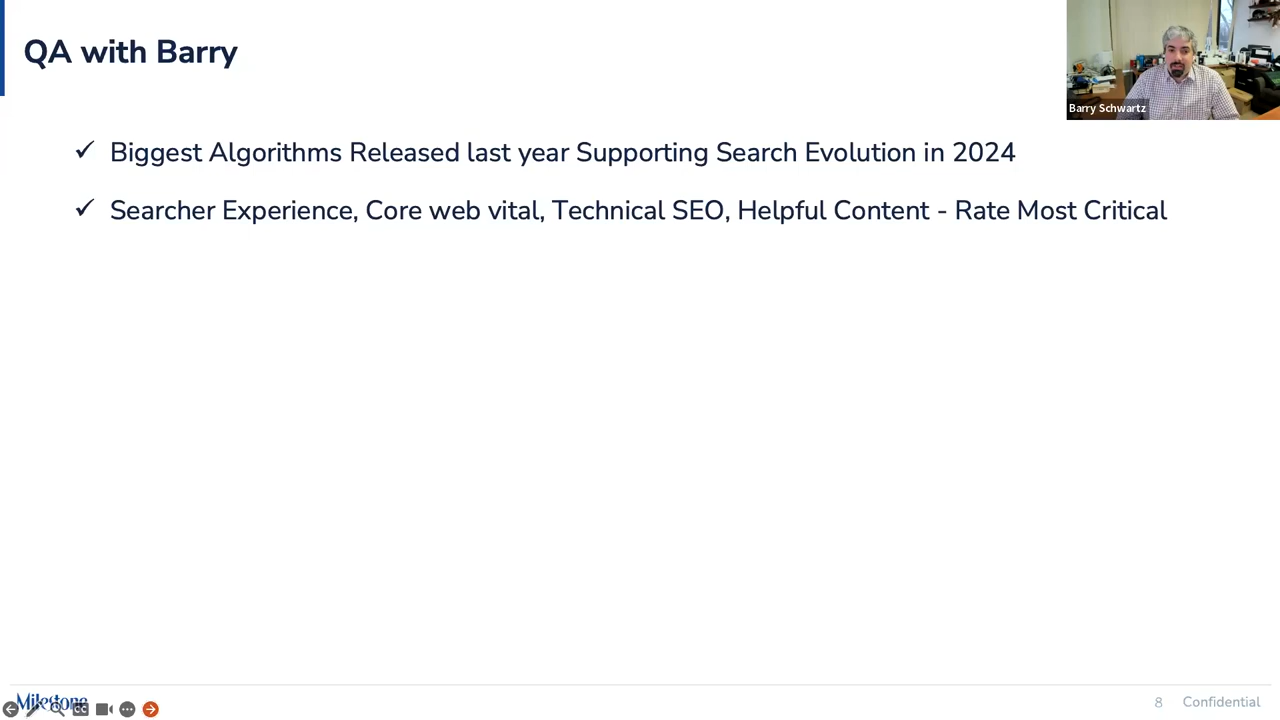 QA with Barry
Barry Schwartz
✓ Biggest Algorithms Released last year Supporting Search Evolution in 2024
✓ Searcher Experience, Core web vital, Technical SEO, Helpful Content - Rate Most Critical
Milestone
8 Confidential